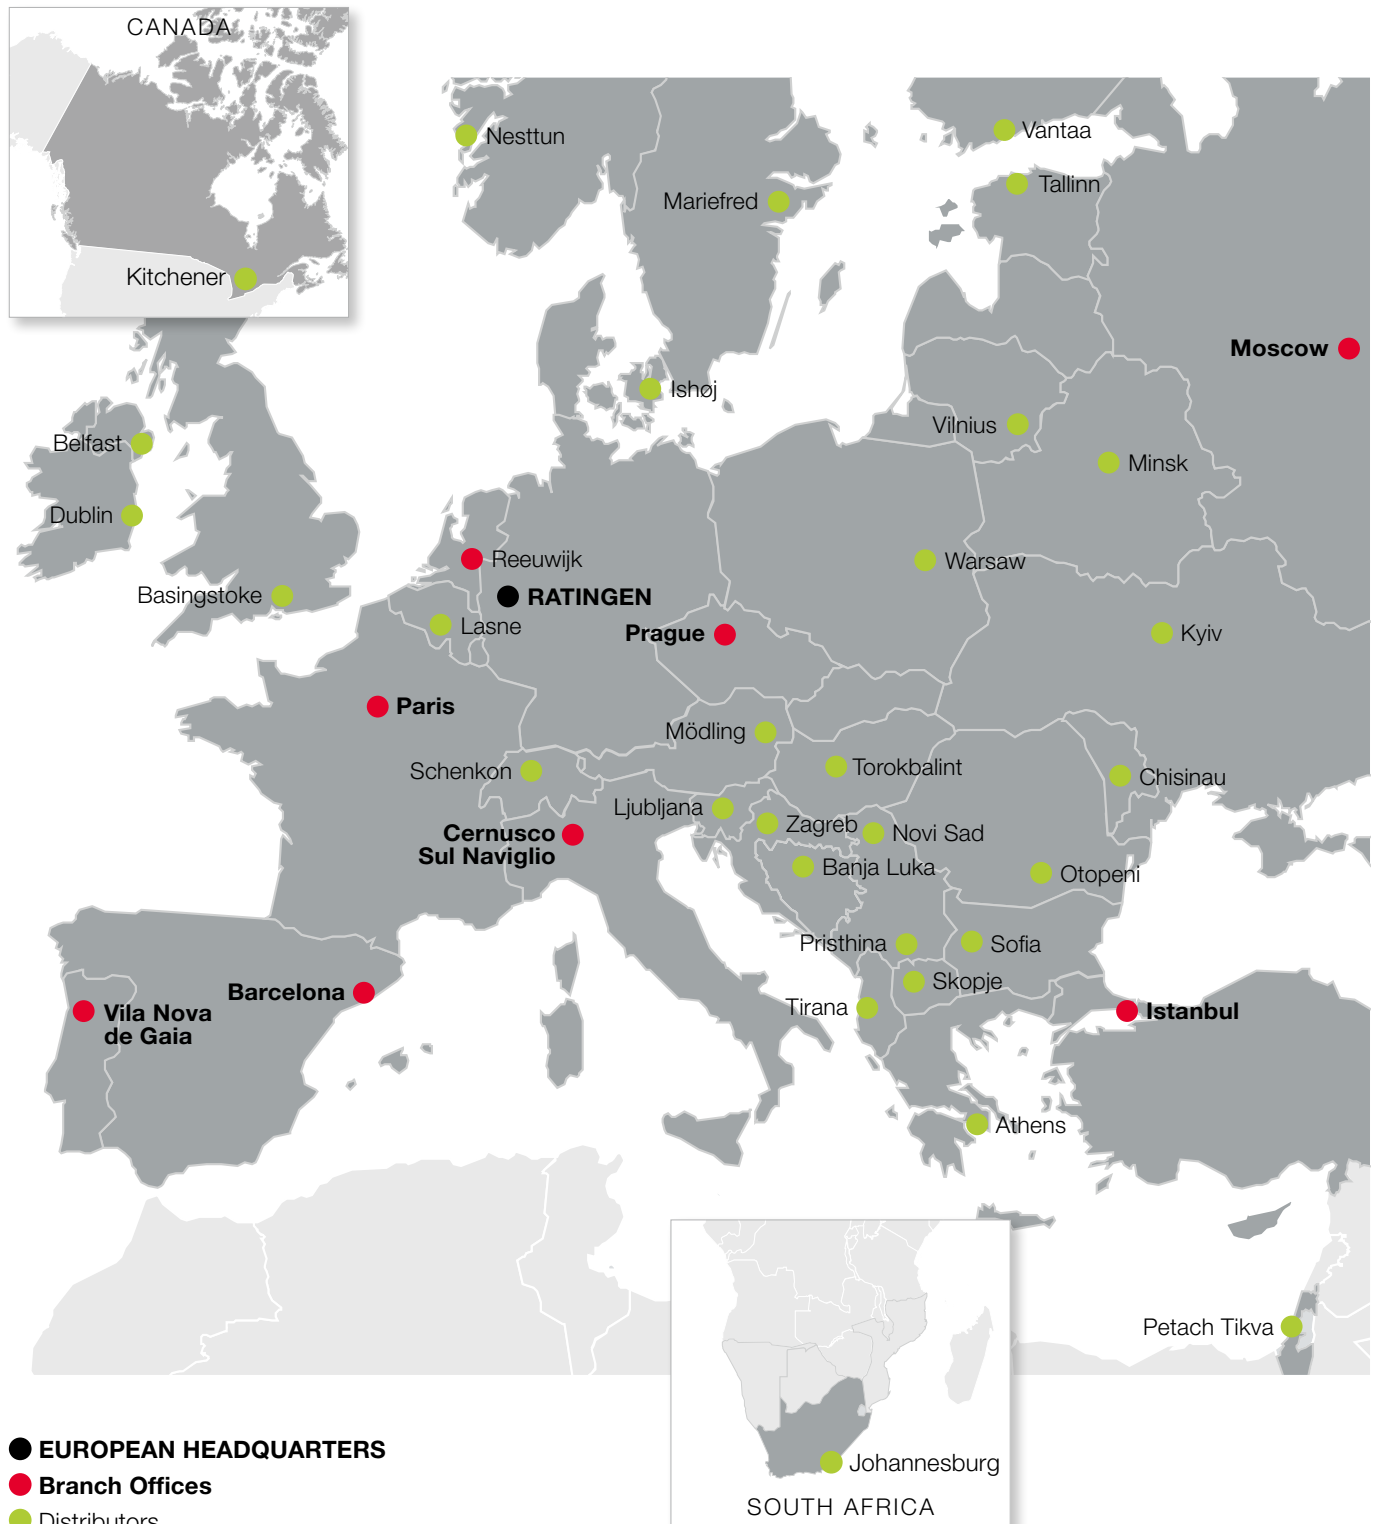 CANADA
Kitchener
Nesttun
Vantaa
Tallinn
Mariefred
Moscow
Ishøj
Vilnius
Belfast
Minsk
Dublin
Reeuwijk
Warsaw
Basingstoke
RATINGEN
Lasne
Prague
Kyiv
Paris
Mödling
Schenkon
Torokbalint
Chisinau
Ljubljana
Zagreb
Novi Sad
Cernusco
Sul Naviglio
Banja Luka
Otopeni
Pristhina
Sofia
Skopje
Barcelona
Tirana
Vila Nova
de Gaia
Istanbul
Athens
Petach Tikva
Johannesburg
SOUTH AFRICA
EUROPEAN HEADQUARTERS
Branch Offices
Distributors